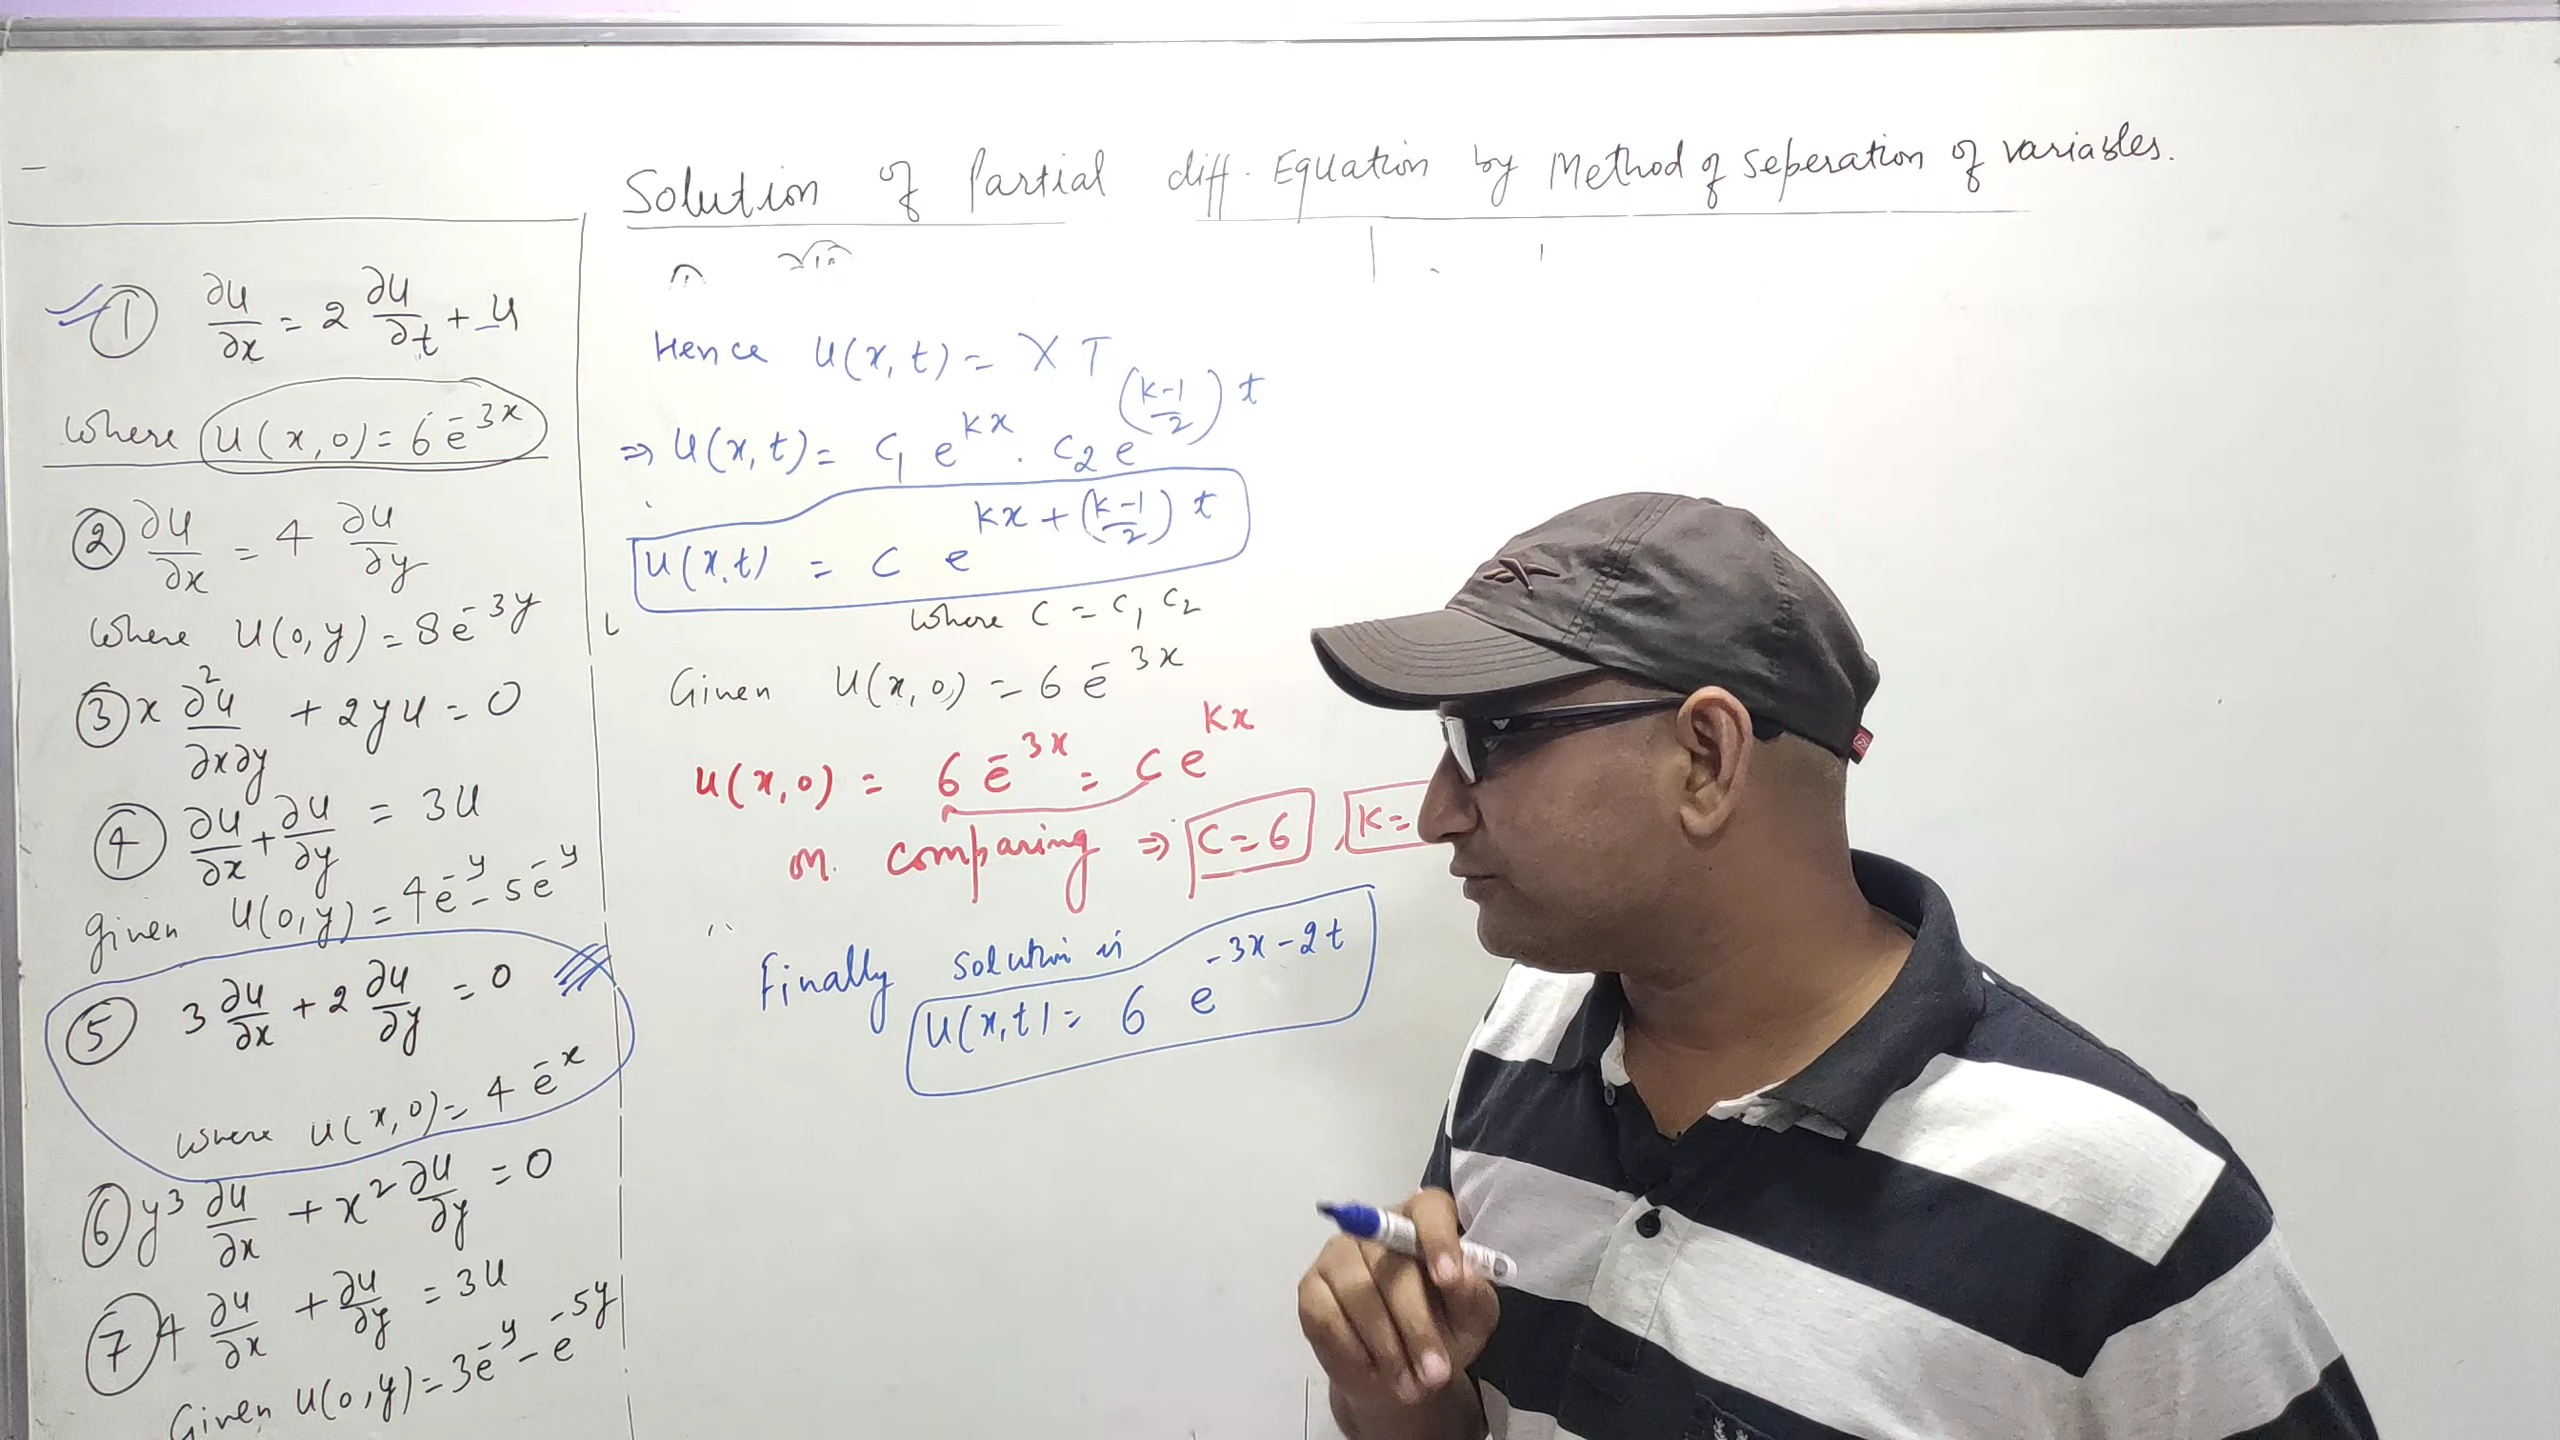 Solution of Partial diff. Equation by Method of Seperation of variables.
① ∂u/∂x = 2 ∂u/∂t + u
where u(x,0) = 6e^-3x
② ∂u/∂x = 4 ∂u/∂y
where u(0,y) = 8e^-3y
③ x ∂²u/∂x∂y + 2yu = 0
④ ∂u/∂x + ∂u/∂y = 3u
given u(0,y) = 4e^-y - 5e^-y
⑤ 3 ∂u/∂x + 2 ∂u/∂y = 0
where u(x,0) = 4e^-x
⑥ y³ ∂u/∂x + x² ∂u/∂y = 0
⑦ 4 ∂u/∂x + ∂u/∂y = 3u
Given u(0,y) = 3e^-y - e^-5y
Hence u(x,t) = X T
⇒ u(x,t) = c₁ e^kx . c₂ e^((k-1)/2)t
u(x,t) = c e^kx + ((k-1)/2)t
where c = c₁ c₂
Given u(x,0) = 6e^-3x
u(x,0) = 6e^-3x = c e^kx
on comparing ⇒ c = 6 , k =
Finally solution is
u(x,t) = 6 e^-3x-2t